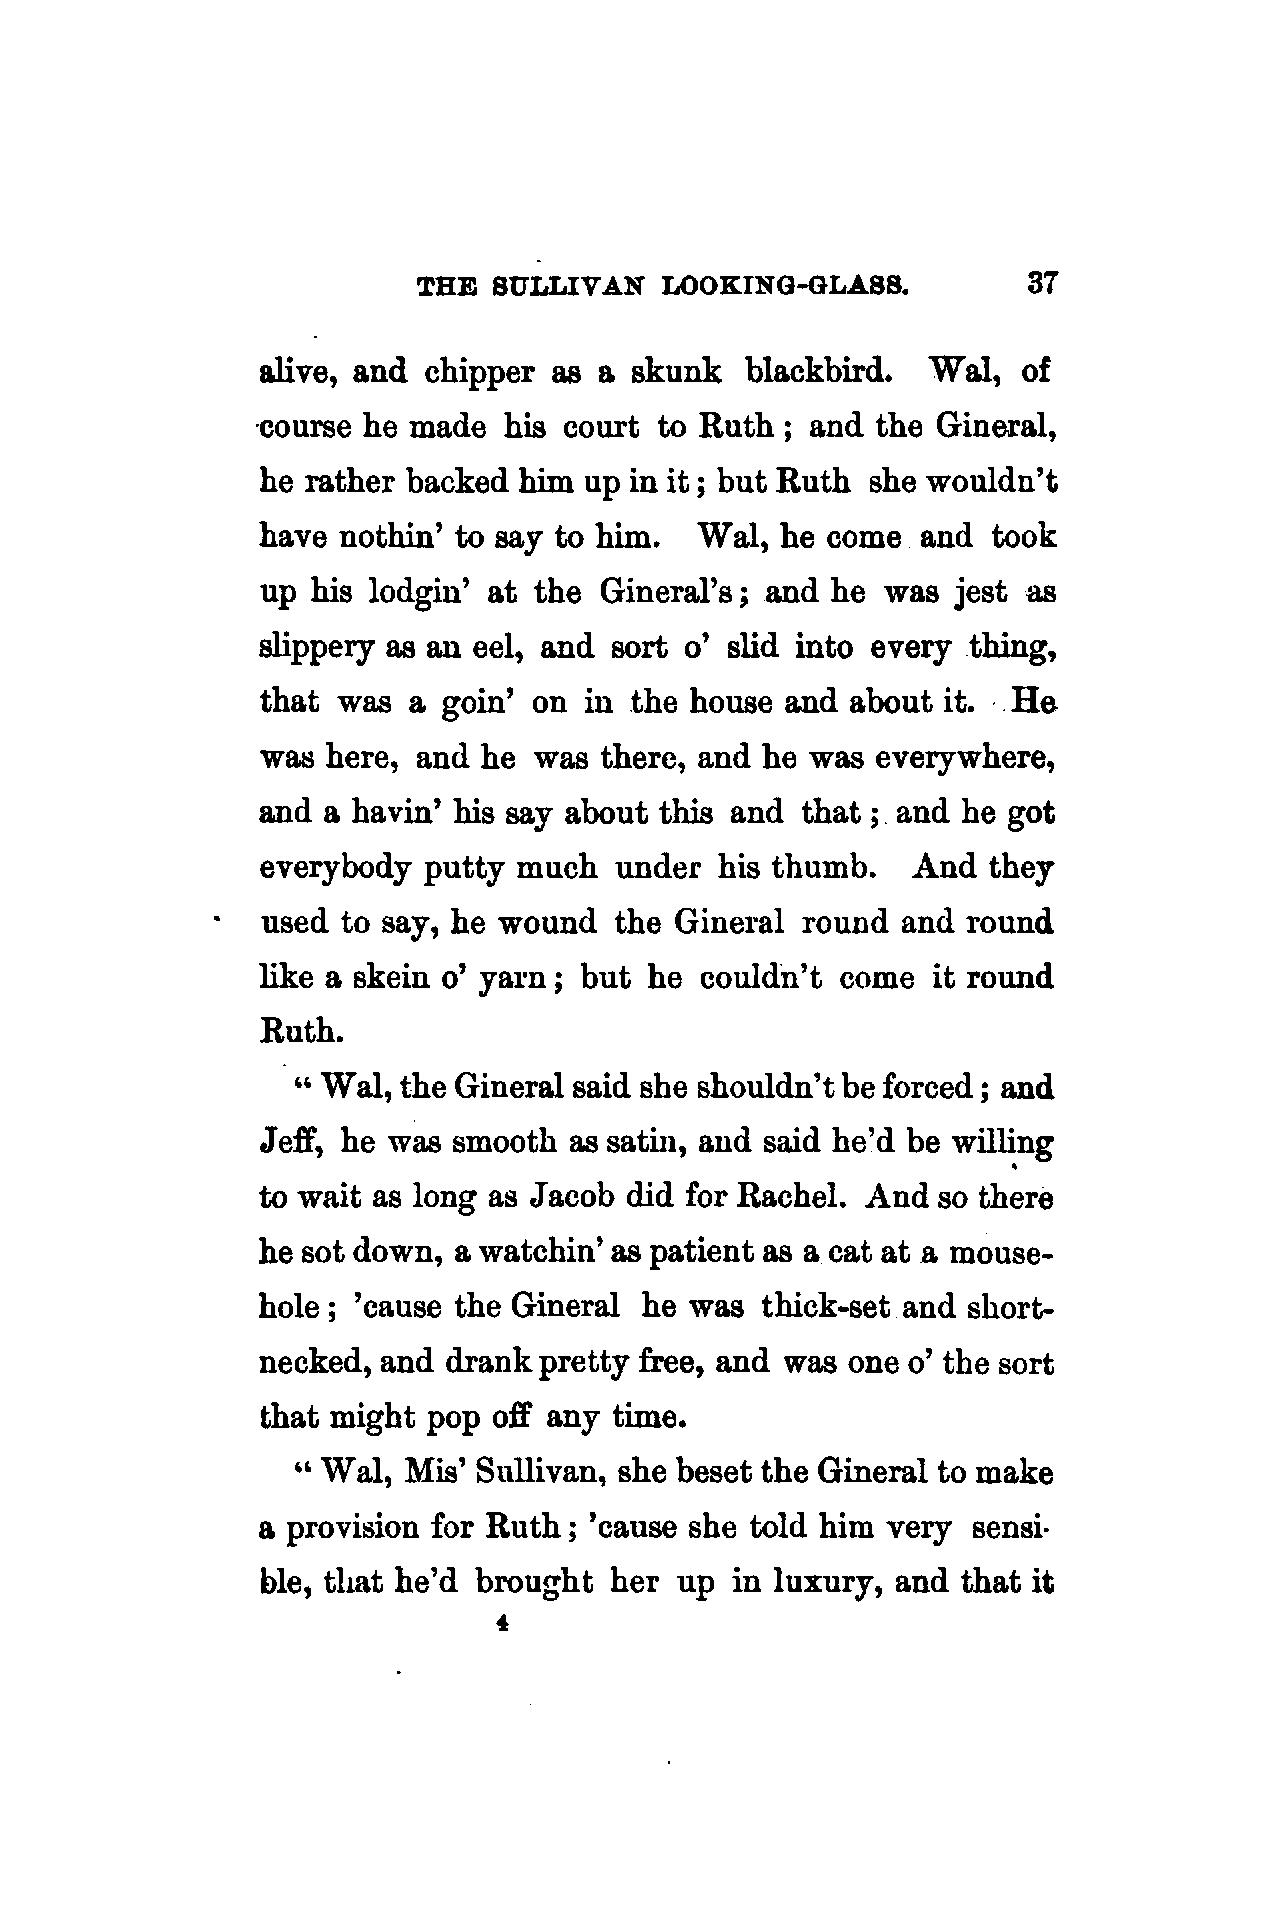 THE SULLIVAN LOOKING-GLASS. 37
alive, and chipper as a skunk blackbird. Wal, of
course he made his court to Ruth; and the Gineral,
he rather backed him up in it; but Ruth she wouldn't
have nothin' to say to him. Wal, he come and took
up his lodgin' at the Gineral's; and he was jest as
slippery as an eel, and sort o' slid into every thing,
that was a goin' on in the house and about it. He
was here, and he was there, and he was everywhere,
and a havin' his say about this and that; and he got
everybody putty much under his thumb. And they
used to say, he wound the Gineral round and round
like a skein o' yarn; but he couldn't come it round
Ruth.
"Wal, the Gineral said she shouldn't be forced; and
Jeff, he was smooth as satin, and said he'd be willing
to wait as long as Jacob did for Rachel. And so there
he sot down, a watchin' as patient as a cat at a mouse-
hole; 'cause the Gineral he was thick-set and short-
necked, and drank pretty free, and was one o' the sort
that might pop off any time.
"Wal, Mis' Sullivan, she beset the Gineral to make
a provision for Ruth; 'cause she told him very sensi-
ble, that he'd brought her up in luxury, and that it
4